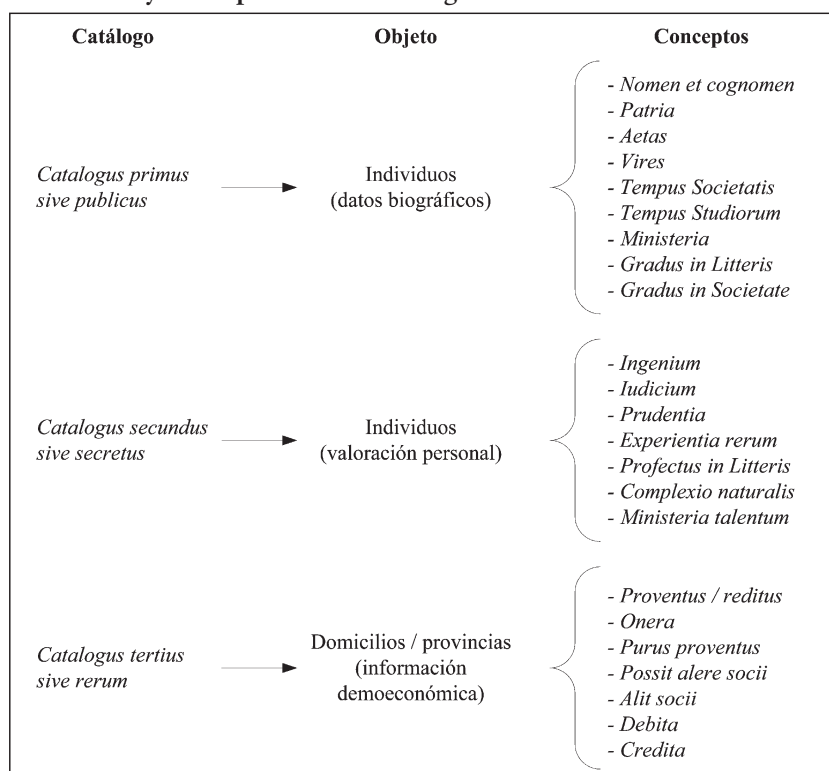 Catálogo
Objeto
Conceptos
Catalogus primus
sive publicus
Individuos
(datos biográficos)
- Nomen et cognomen
- Patria
- Aetas
- Vires
- Tempus Societatis
- Tempus Studiorum
- Ministeria
- Gradus in Litteris
- Gradus in Societate
Catalogus secundus
sive secretus
Individuos
(valoración personal)
- Ingenium
- Iudicium
- Prudentia
- Experientia rerum
- Profectus in Litteris
- Complexio naturalis
- Ministeria talentum
Catalogus tertius
sive rerum
Domicilios / provincias
(información
demoeconómica)
- Proventus / reditus
- Onera
- Purus proventus
- Possit alere socii
- Alit socii
- Debita
- Credita